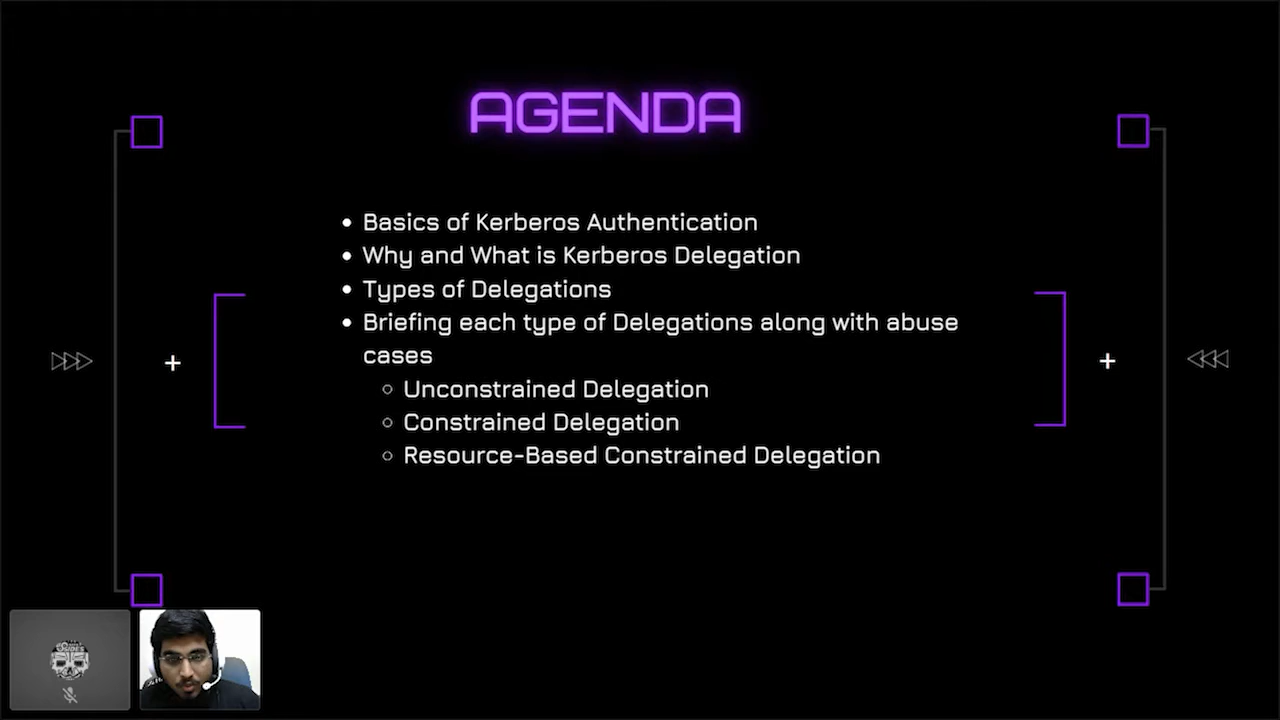 AGENDA
• Basics of Kerberos Authentication
• Why and What is Kerberos Delegation
• Types of Delegations
• Briefing each type of Delegations along with abuse
cases
○ Unconstrained Delegation
○ Constrained Delegation
○ Resource-Based Constrained Delegation